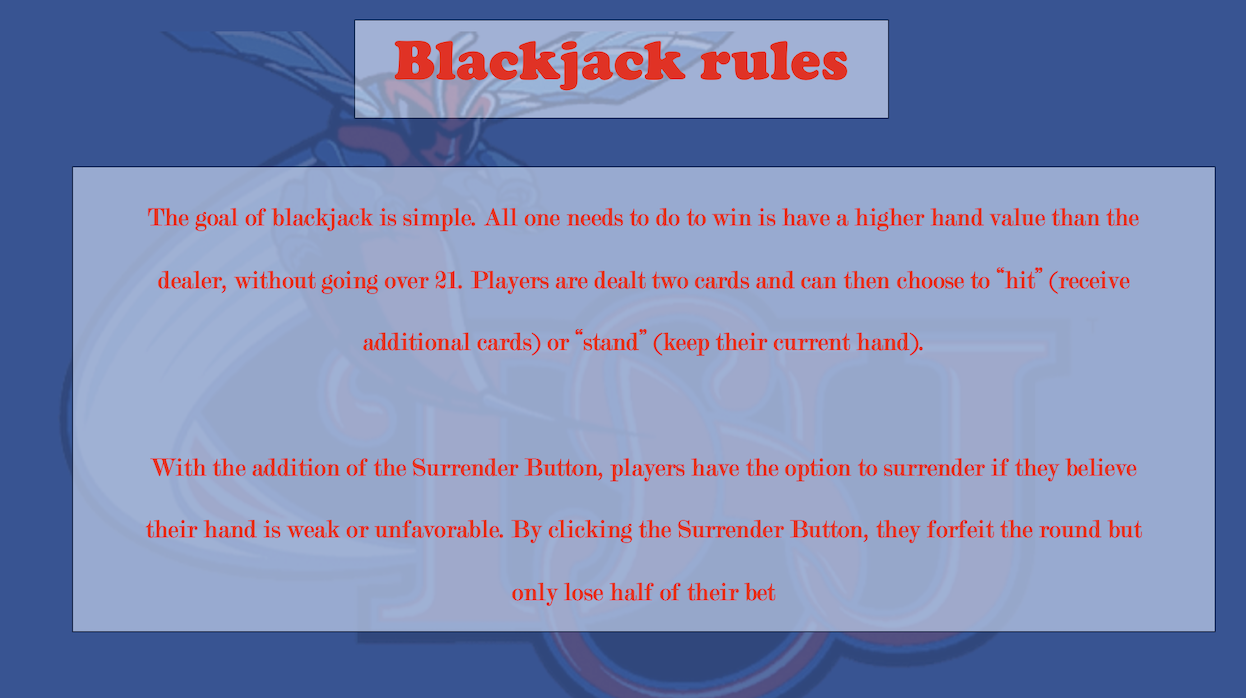 Blackjack rules
The goal of blackjack is simple. All one needs to do to win is have a higher hand value than the
dealer, without going over 21. Players are dealt two cards and can then choose to “hit” (receive
additional cards) or “stand” (keep their current hand).
With the addition of the Surrender Button, players have the option to surrender if they believe
their hand is weak or unfavorable. By clicking the Surrender Button, they forfeit the round but
only lose half of their bet
DSU